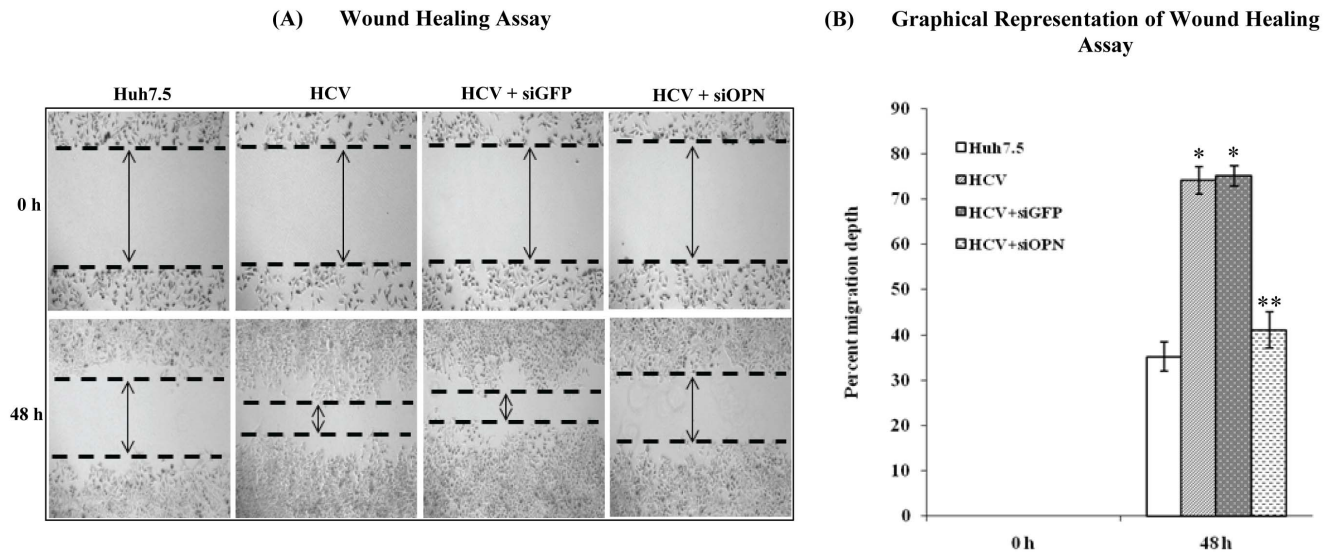 (A) Wound Healing Assay
Huh7.5 HCV HCV + siGFP HCV + siOPN
0 h
48 h
(B) Graphical Representation of Wound Healing
Assay
Percent migration depth
90
80
70
60
50
40
30
20
10
0
Huh7.5
HCV
HCV+siGFP
HCV+siOPN
* *
**
0 h 48h